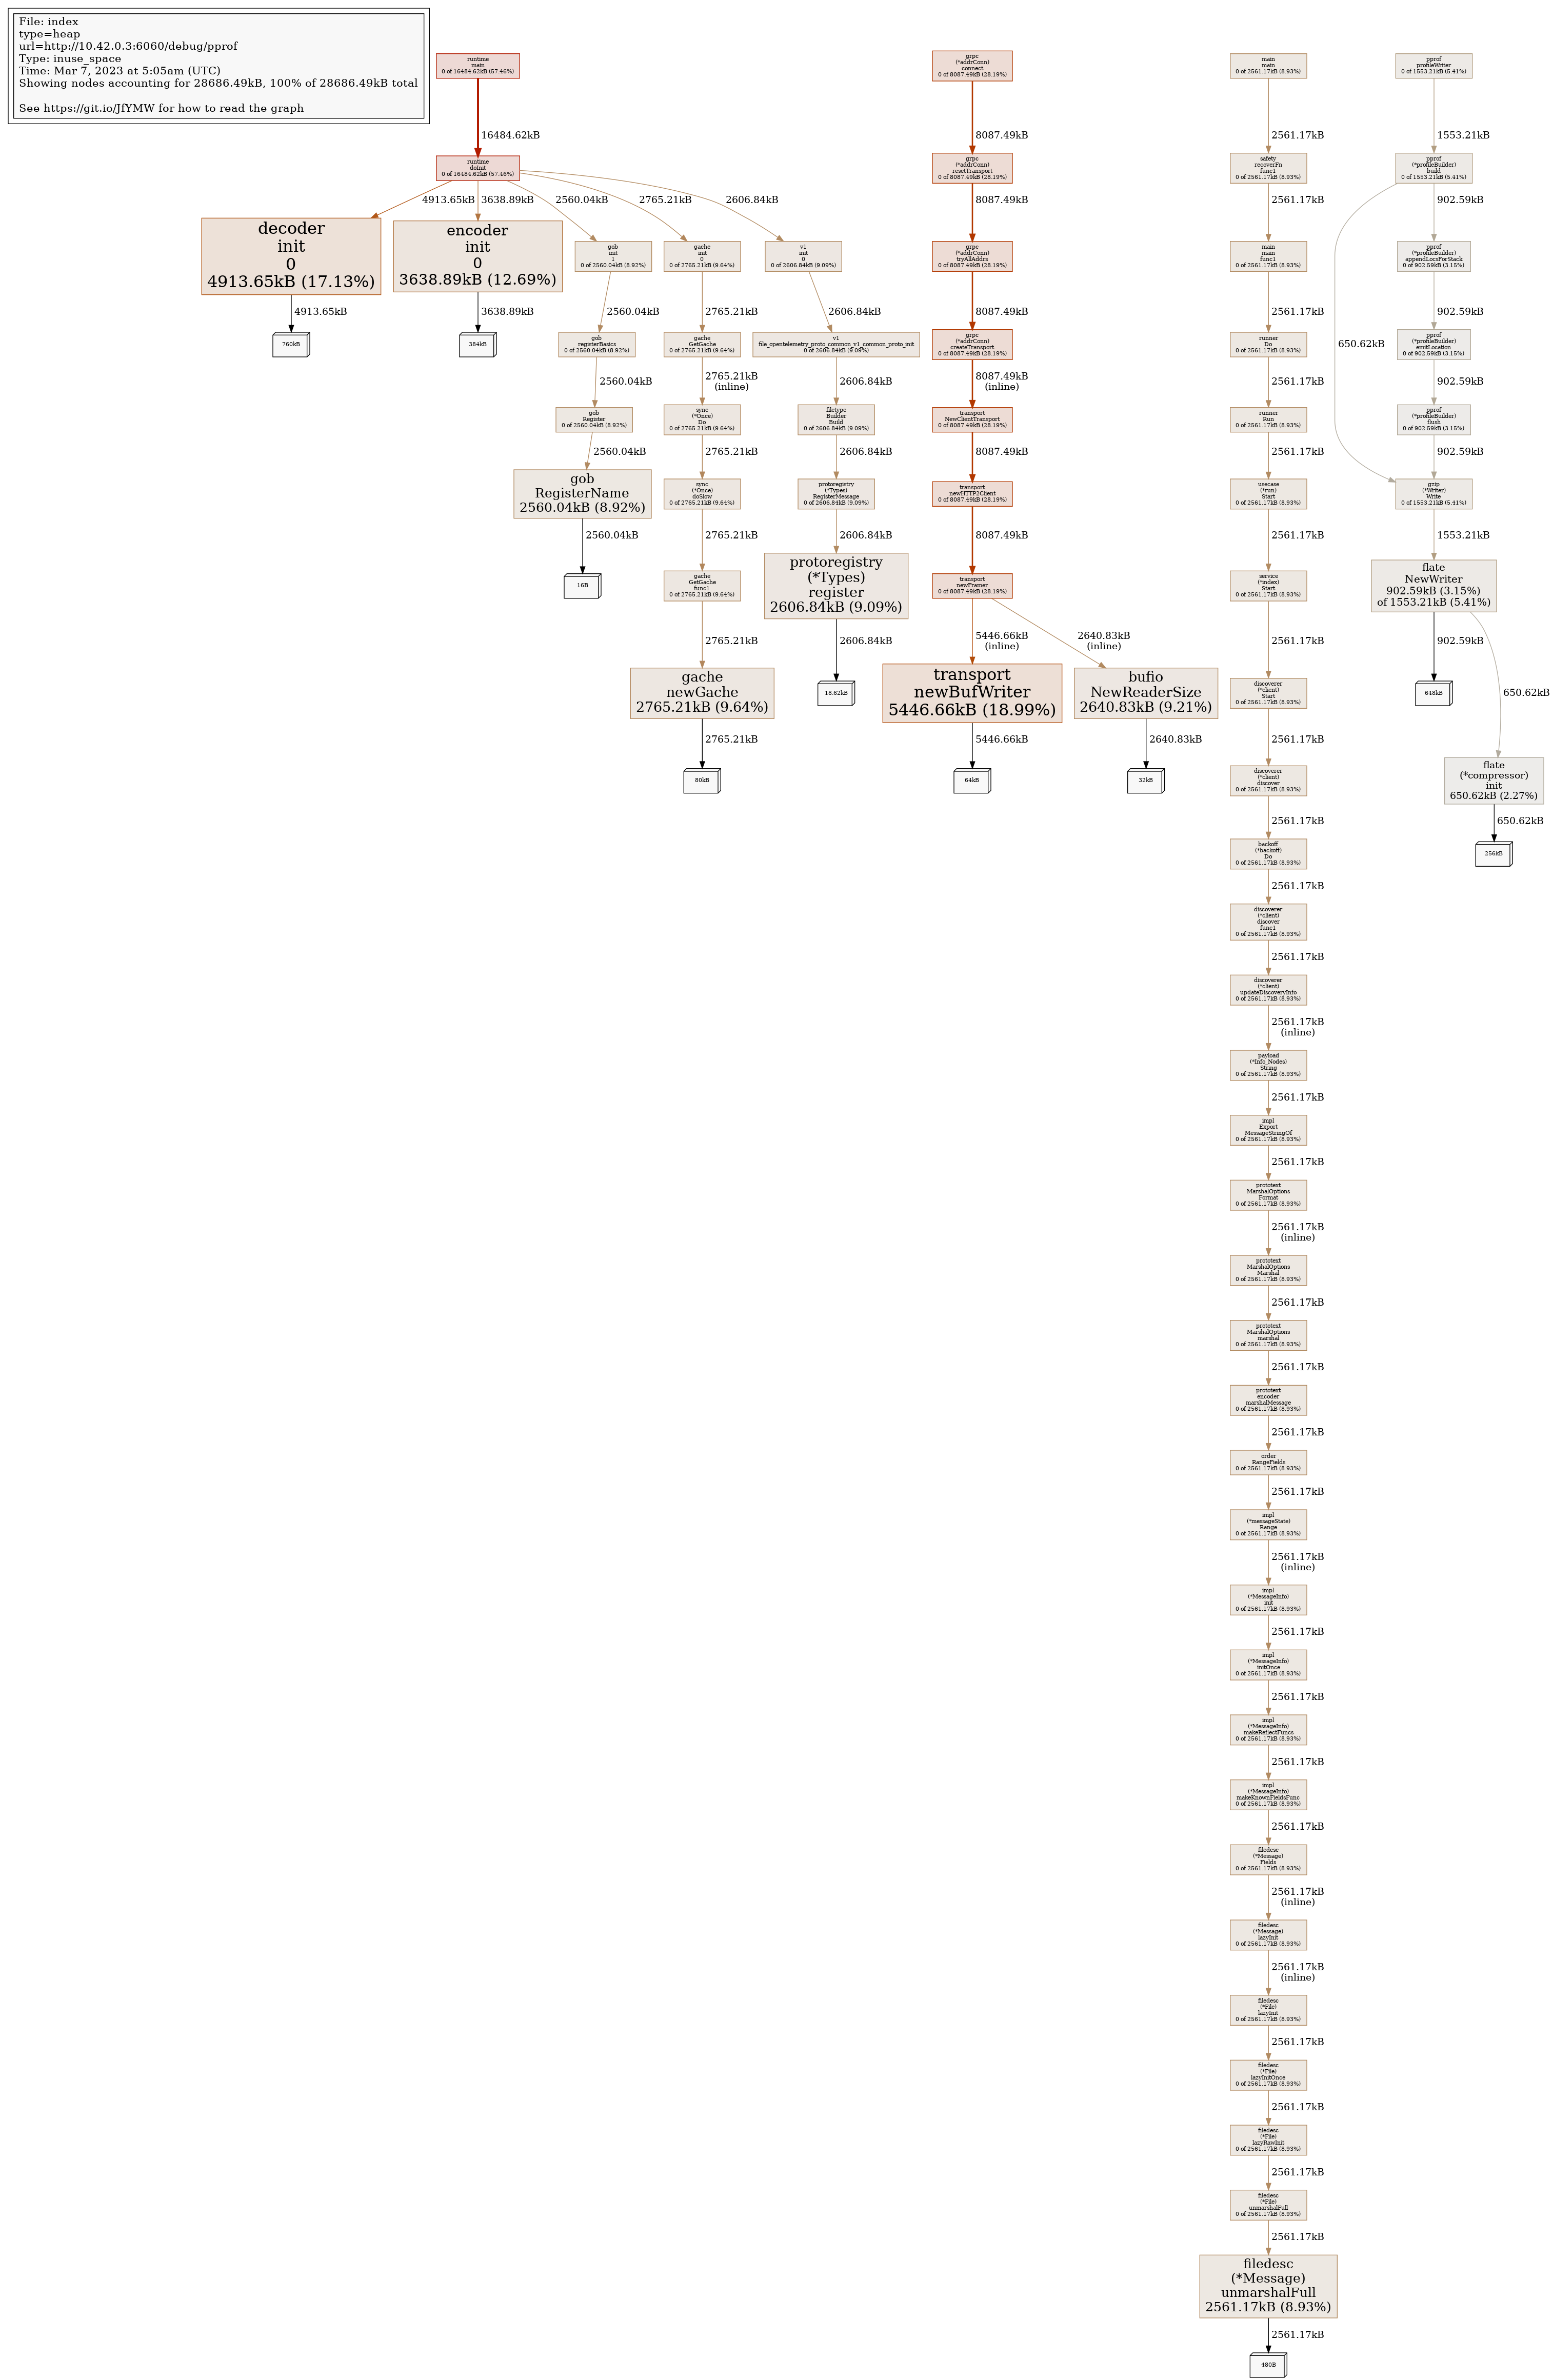 File: index
type=heap
url=http://10.42.0.3:6060/debug/pprof
Type: inuse_space
Time: Mar 7, 2023 at 5:05am (UTC)
Showing nodes accounting for 28686.49kB, 100% of 28686.49kB total
See https://git.io/JfYMW for how to read the graph
runtime
main
0 of 16484.62kB (57.46%)
16484.62kB
runtime
doInit
0 of 16484.62kB (57.46%)
4913.65kB
3638.89kB
2560.04kB
2765.21kB
2606.84kB
decoder
init
0
4913.65kB (17.13%)
4913.65kB
760kB
encoder
init
0
3638.89kB (12.69%)
3638.89kB
384kB
gob
init
1
0 of 2560.04kB (8.92%)
2560.04kB
gob
registerBasics
0 of 2560.04kB (8.92%)
2560.04kB
gob
Register
0 of 2560.04kB (8.92%)
2560.04kB
gob
RegisterName
2560.04kB (8.92%)
2560.04kB
16B
gache
init
0
0 of 2765.21kB (9.64%)
2765.21kB
gache
GetGache
0 of 2765.21kB (9.64%)
2765.21kB
(inline)
sync
(*Once)
Do
0 of 2765.21kB (9.64%)
2765.21kB
sync
(*Once)
doSlow
0 of 2765.21kB (9.64%)
2765.21kB
gache
GetGache
func1
0 of 2765.21kB (9.64%)
2765.21kB
gache
newGache
2765.21kB (9.64%)
2765.21kB
80kB
v1
init
0
0 of 2606.84kB (9.09%)
2606.84kB
v1
file_opentelemetry_proto_common_v1_common_proto_init
0 of 2606.84kB (9.09%)
2606.84kB
filetype
Builder
Build
0 of 2606.84kB (9.09%)
2606.84kB
protoregistry
(*Types)
RegisterMessage
0 of 2606.84kB (9.09%)
2606.84kB
protoregistry
(*Types)
register
2606.84kB (9.09%)
2606.84kB
18.62kB
grpc
(*addrConn)
connect
0 of 8087.49kB (28.19%)
8087.49kB
grpc
(*addrConn)
resetTransport
0 of 8087.49kB (28.19%)
8087.49kB
grpc
(*addrConn)
tryAllAddrs
0 of 8087.49kB (28.19%)
8087.49kB
grpc
(*addrConn)
createTransport
0 of 8087.49kB (28.19%)
8087.49kB
(inline)
transport
NewClientTransport
0 of 8087.49kB (28.19%)
8087.49kB
transport
newHTTP2Client
0 of 8087.49kB (28.19%)
8087.49kB
transport
newFramer
0 of 8087.49kB (28.19%)
5446.66kB
(inline)
2640.83kB
(inline)
transport
newBufWriter
5446.66kB (18.99%)
5446.66kB
64kB
bufio
NewReaderSize
2640.83kB (9.21%)
2640.83kB
32kB
main
main
0 of 2561.17kB (8.93%)
2561.17kB
safety
recoverFn
func1
0 of 2561.17kB (8.93%)
2561.17kB
main
main
func1
0 of 2561.17kB (8.93%)
2561.17kB
runner
Do
0 of 2561.17kB (8.93%)
2561.17kB
runner
Run
0 of 2561.17kB (8.93%)
2561.17kB
usecase
(*run)
Start
0 of 2561.17kB (8.93%)
2561.17kB
service
(*index)
Start
0 of 2561.17kB (8.93%)
2561.17kB
discoverer
(*client)
Start
0 of 2561.17kB (8.93%)
2561.17kB
discoverer
(*client)
discover
0 of 2561.17kB (8.93%)
2561.17kB
backoff
(*backoff)
Do
0 of 2561.17kB (8.93%)
2561.17kB
discoverer
(*client)
discover
func1
0 of 2561.17kB (8.93%)
2561.17kB
discoverer
(*client)
updateDiscoveryInfo
0 of 2561.17kB (8.93%)
2561.17kB
(inline)
payload
(*Info_Nodes)
String
0 of 2561.17kB (8.93%)
2561.17kB
impl
Export
MessageStringOf
0 of 2561.17kB (8.93%)
2561.17kB
prototext
MarshalOptions
Format
0 of 2561.17kB (8.93%)
2561.17kB
(inline)
prototext
MarshalOptions
Marshal
0 of 2561.17kB (8.93%)
2561.17kB
prototext
MarshalOptions
marshal
0 of 2561.17kB (8.93%)
2561.17kB
prototext
encoder
marshalMessage
0 of 2561.17kB (8.93%)
2561.17kB
order
RangeFields
0 of 2561.17kB (8.93%)
2561.17kB
impl
(*messageState)
Range
0 of 2561.17kB (8.93%)
2561.17kB
(inline)
impl
(*MessageInfo)
init
0 of 2561.17kB (8.93%)
2561.17kB
impl
(*MessageInfo)
initOnce
0 of 2561.17kB (8.93%)
2561.17kB
impl
(*MessageInfo)
makeReflectFuncs
0 of 2561.17kB (8.93%)
2561.17kB
impl
(*MessageInfo)
makeKnownFieldsFunc
0 of 2561.17kB (8.93%)
2561.17kB
filedesc
(*Message)
Fields
0 of 2561.17kB (8.93%)
2561.17kB
(inline)
filedesc
(*Message)
lazyInit
0 of 2561.17kB (8.93%)
2561.17kB
(inline)
filedesc
(*File)
lazyInit
0 of 2561.17kB (8.93%)
2561.17kB
filedesc
(*File)
lazyInitOnce
0 of 2561.17kB (8.93%)
2561.17kB
filedesc
(*File)
lazyRawInit
0 of 2561.17kB (8.93%)
2561.17kB
filedesc
(*File)
unmarshalFull
0 of 2561.17kB (8.93%)
2561.17kB
filedesc
(*Message)
unmarshalFull
2561.17kB (8.93%)
2561.17kB
480B
pprof
profileWriter
0 of 1553.21kB (5.41%)
1553.21kB
pprof
(*profileBuilder)
build
0 of 1553.21kB (5.41%)
650.62kB
902.59kB
pprof
(*profileBuilder)
appendLocsForStack
0 of 902.59kB (3.15%)
902.59kB
pprof
(*profileBuilder)
emitLocation
0 of 902.59kB (3.15%)
902.59kB
pprof
(*profileBuilder)
flush
0 of 902.59kB (3.15%)
902.59kB
gzip
(*Writer)
Write
0 of 1553.21kB (5.41%)
1553.21kB
flate
NewWriter
902.59kB (3.15%)
of 1553.21kB (5.41%)
902.59kB
648kB
650.62kB
flate
(*compressor)
init
650.62kB (2.27%)
650.62kB
256kB